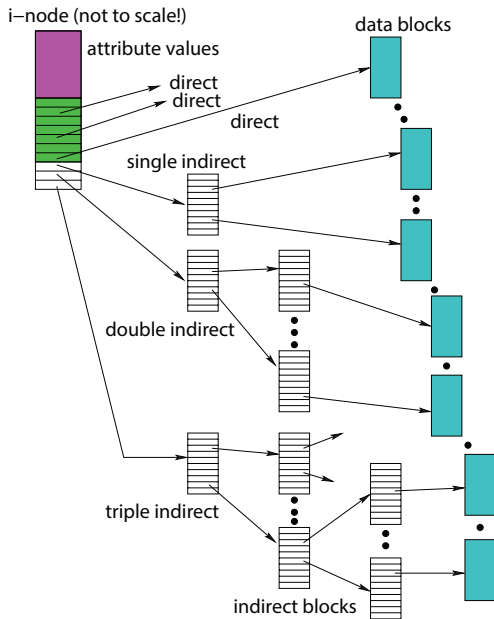 i–node (not to scale!)
data blocks
attribute values
direct
direct
direct
single indirect
double indirect
triple indirect
indirect blocks